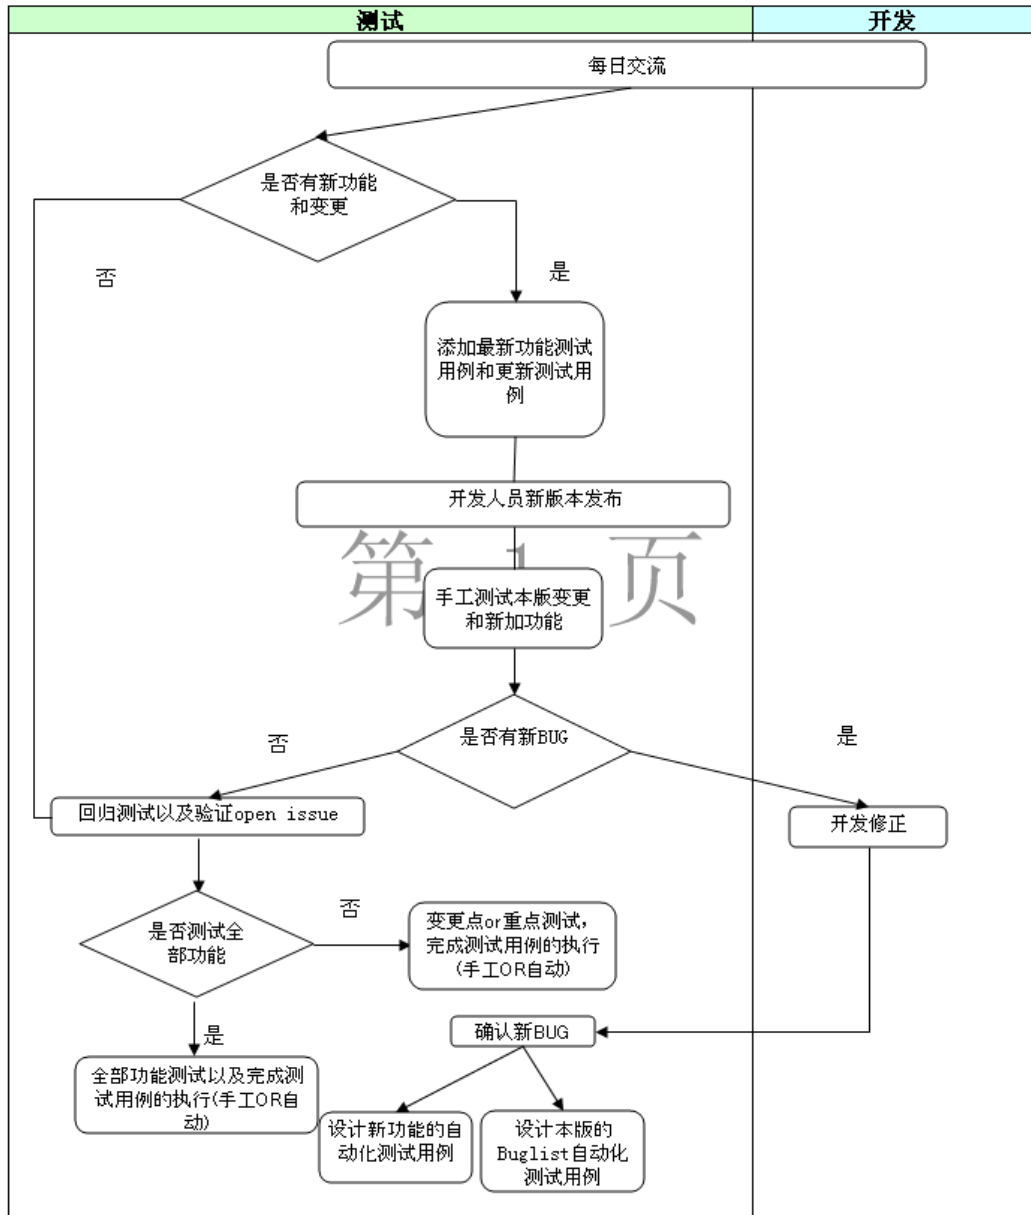 测试
开发
每日交流
是否有新功能
和变更
否
是
添加最新功能测试
用例和更新测试用
例
开发人员新版本发布
第 1 页
手工测试本版变更
和新加功能
是否有新BUG
否
是
回归测试以及验证open issue
开发修正
是否测试全
部功能
否
变更点or重点测试,
完成测试用例的执行
(手工OR自动)
是
确认新BUG
全部功能测试以及完成测
试用例的执行(手工OR自
动)
设计新功能的自
动化测试用例
设计本版的
Buglist自动化
测试用例